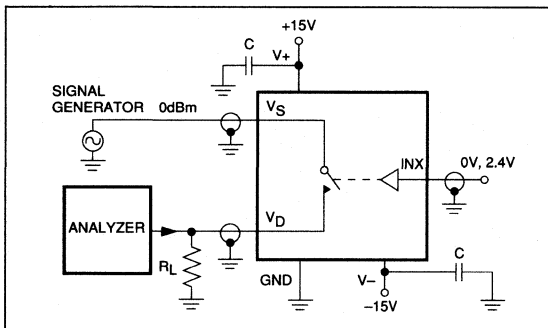 +15V
C
V+
SIGNAL
GENERATOR 0dBm
VS
INX
0V, 2.4V
ANALYZER
VD
RL
GND
V–
C
–15V